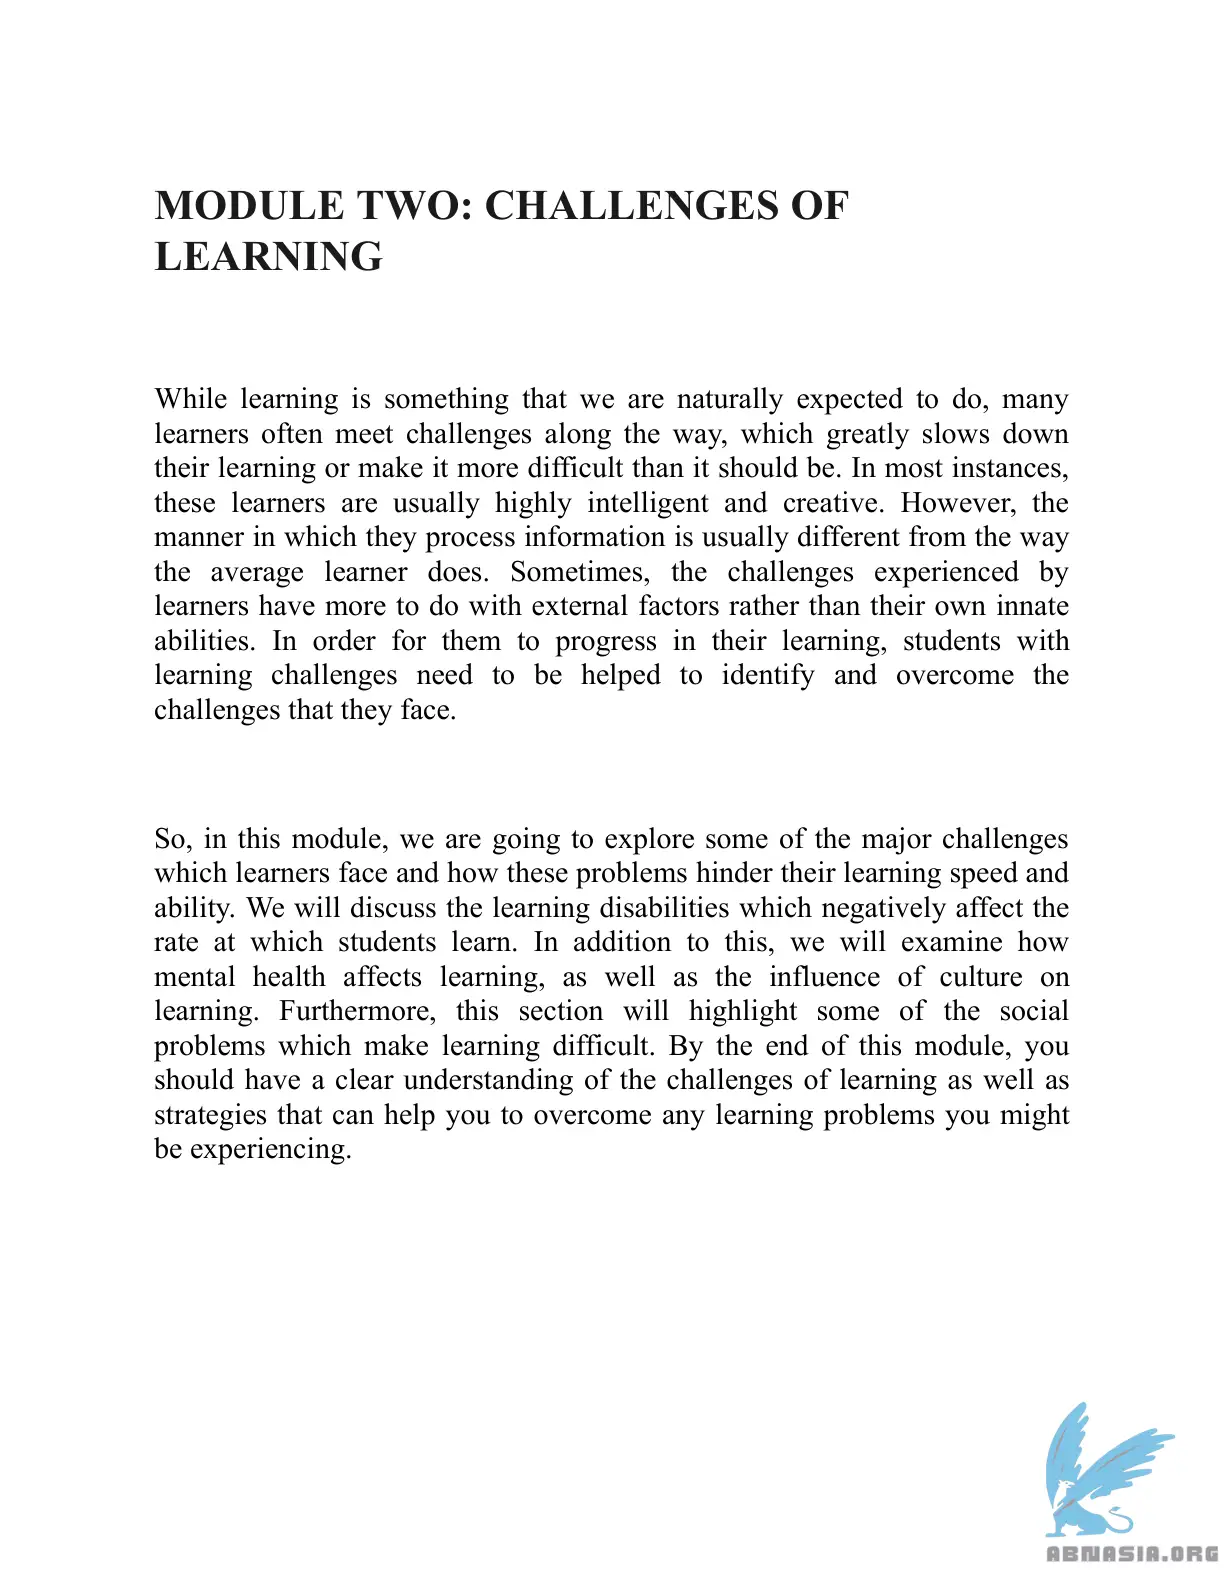 MODULE TWO: CHALLENGES OF
LEARNING
While learning is something that we are naturally expected to do, many
learners often meet challenges along the way, which greatly slows down
their learning or make it more difficult than it should be. In most instances,
these learners are usually highly intelligent and creative. However, the
manner in which they process information is usually different from the way
the average learner does. Sometimes, the challenges experienced by
learners have more to do with external factors rather than their own innate
abilities. In order for them to progress in their learning, students with
learning challenges need to be helped to identify and overcome the
challenges that they face.
So, in this module, we are going to explore some of the major challenges
which learners face and how these problems hinder their learning speed and
ability. We will discuss the learning disabilities which negatively affect the
rate at which students learn. In addition to this, we will examine how
mental health affects learning, as well as the influence of culture on
learning. Furthermore, this section will highlight some of the social
problems which make learning difficult. By the end of this module, you
should have a clear understanding of the challenges of learning as well as
strategies that can help you to overcome any learning problems you might
be experiencing.
ABNASIA.ORG